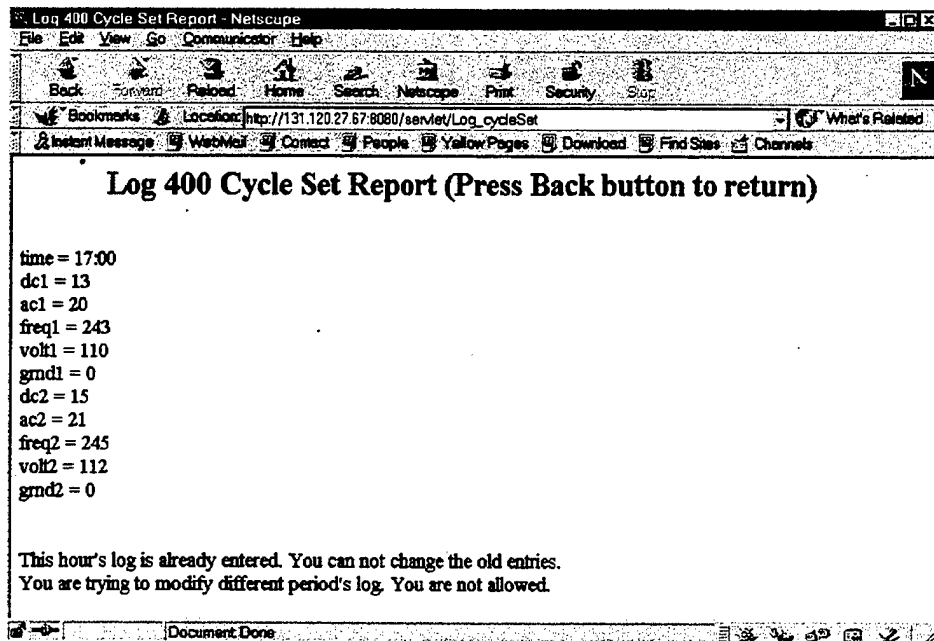 Log 400 Cycle Set Report - Netscape
File Edit View Go Communicator Help
Back Forward Reload Home Search Netscape Print Security Stop
N
Bookmarks Location: http://131.120.27.67:8080/servlet/Log_cycleSet What's Related
Instant Message WebMail Contact People Yellow Pages Download Find Sites Channels
Log 400 Cycle Set Report (Press Back button to return)
time = 17:00
dc1 = 13
ac1 = 20
freq1 = 243
volt1 = 110
grnd1 = 0
dc2 = 15
ac2 = 21
freq2 = 245
volt2 = 112
grnd2 = 0
This hour's log is already entered. You can not change the old entries.
You are trying to modify different period's log. You are not allowed.
Document Done